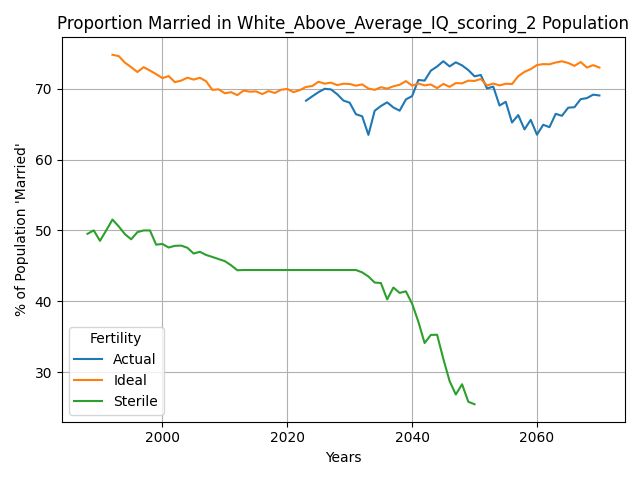 Proportion Married in White_Above_Average_IQ_scoring_2 Population
% of Population 'Married'
70
60
50
40
30
Fertility
Actual
Ideal
Sterile
2000
2020
2040
2060
Years